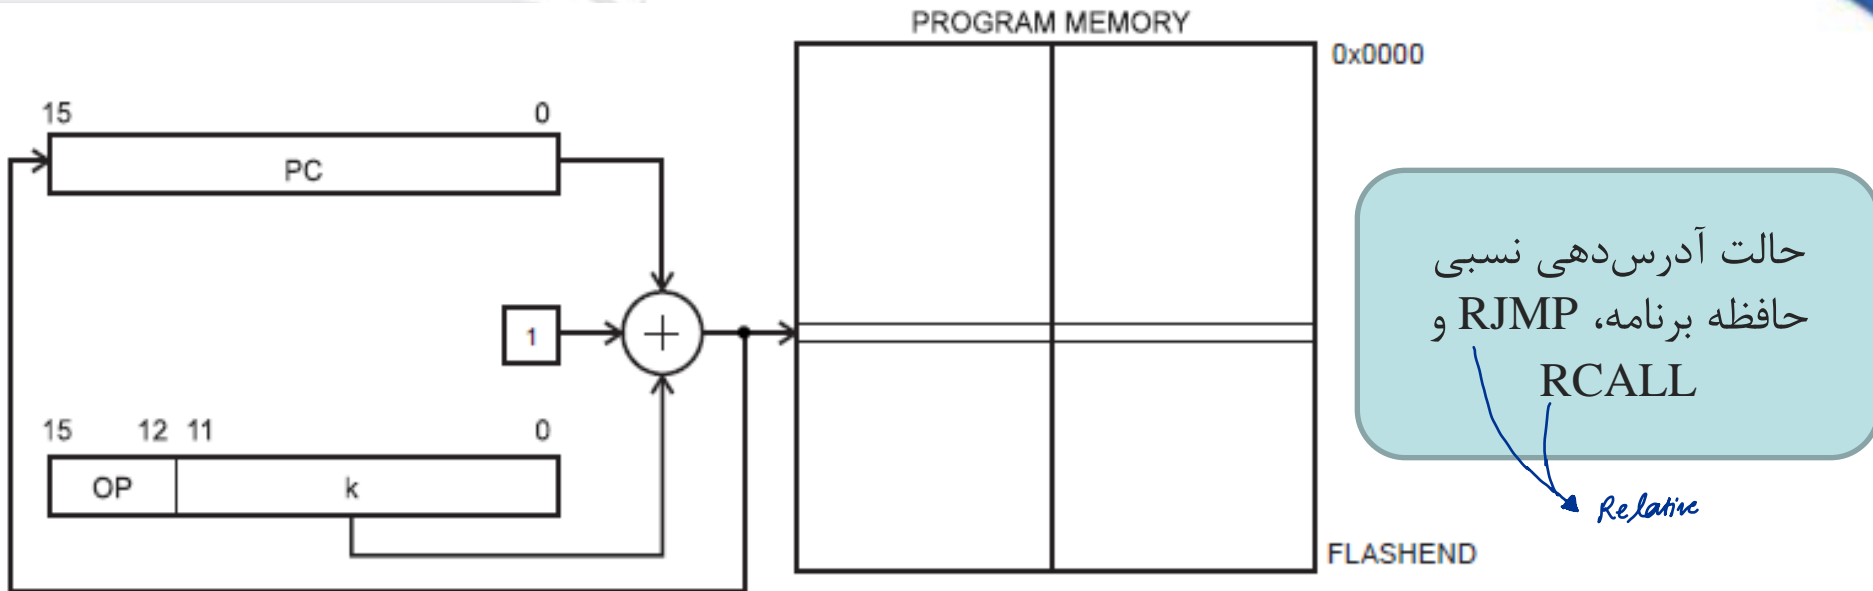 PROGRAM MEMORY
0x0000
15 0
PC
1
15 12 11 0
OP k
FLASHEND
حالت آدرس‌دهی نسبی
حافظه برنامه، RJMP و
RCALL
Relative